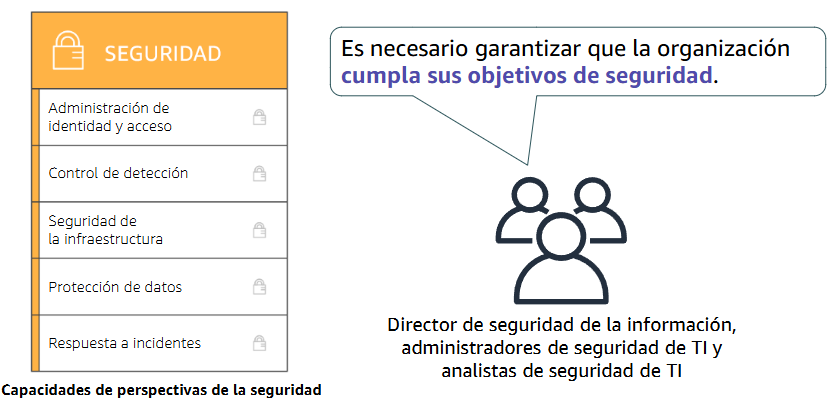 SEGURIDAD
Administración de
identidad y acceso
Control de detección
Seguridad de
la infraestructura
Protección de datos
Respuesta a incidentes
Capacidades de perspectivas de la seguridad
Es necesario garantizar que la organización
cumpla sus objetivos de seguridad.
Director de seguridad de la información,
administradores de seguridad de TI y
analistas de seguridad de TI